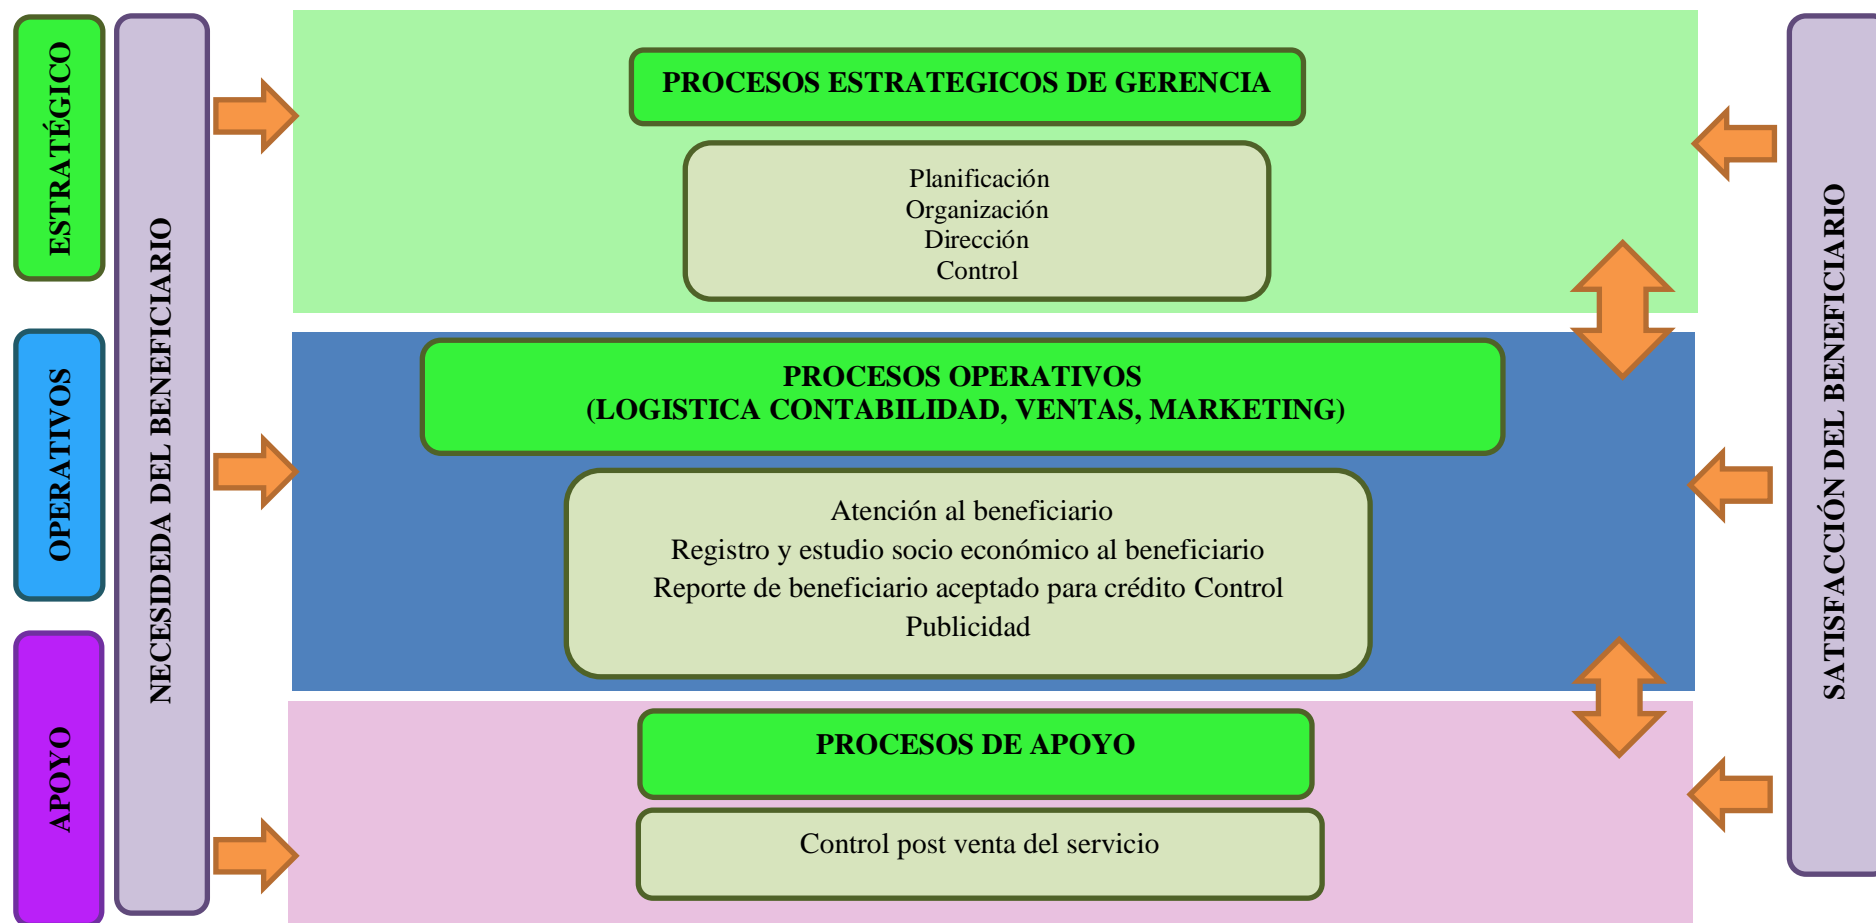 ESTRATÉGICO
OPERATIVOS
APOYO
NECESIDEDA DEL BENEFICIARIO
PROCESOS ESTRATEGICOS DE GERENCIA
Planificación
Organización
Dirección
Control
PROCESOS OPERATIVOS
(LOGISTICA CONTABILIDAD, VENTAS, MARKETING)
Atención al beneficiario
Registro y estudio socio económico al beneficiario
Reporte de beneficiario aceptado para crédito Control
Publicidad
PROCESOS DE APOYO
Control post venta del servicio
SATISFACCIÓN DEL BENEFICIARIO